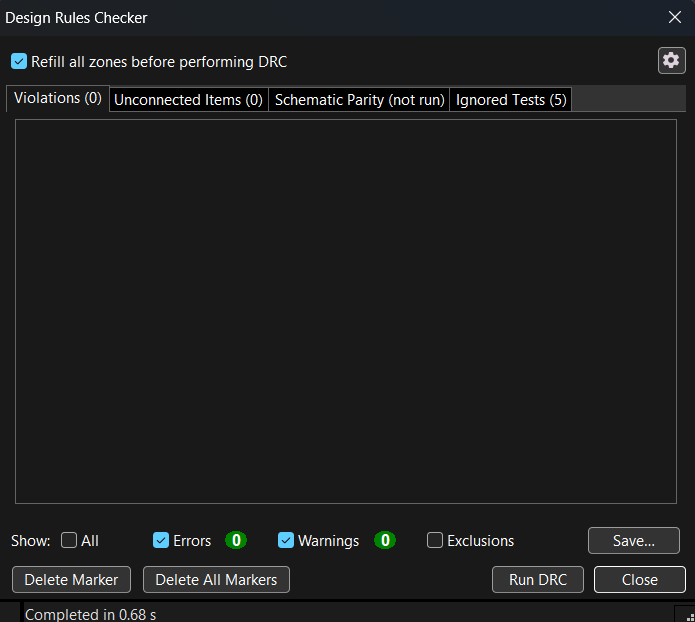 Design Rules Checker
Refill all zones before performing DRC
Violations (0) Unconnected Items (0) Schematic Parity (not run) Ignored Tests (5)
Show: All Errors 0 Warnings 0 Exclusions Save...
Delete Marker Delete All Markers Run DRC Close
Completed in 0.68 s